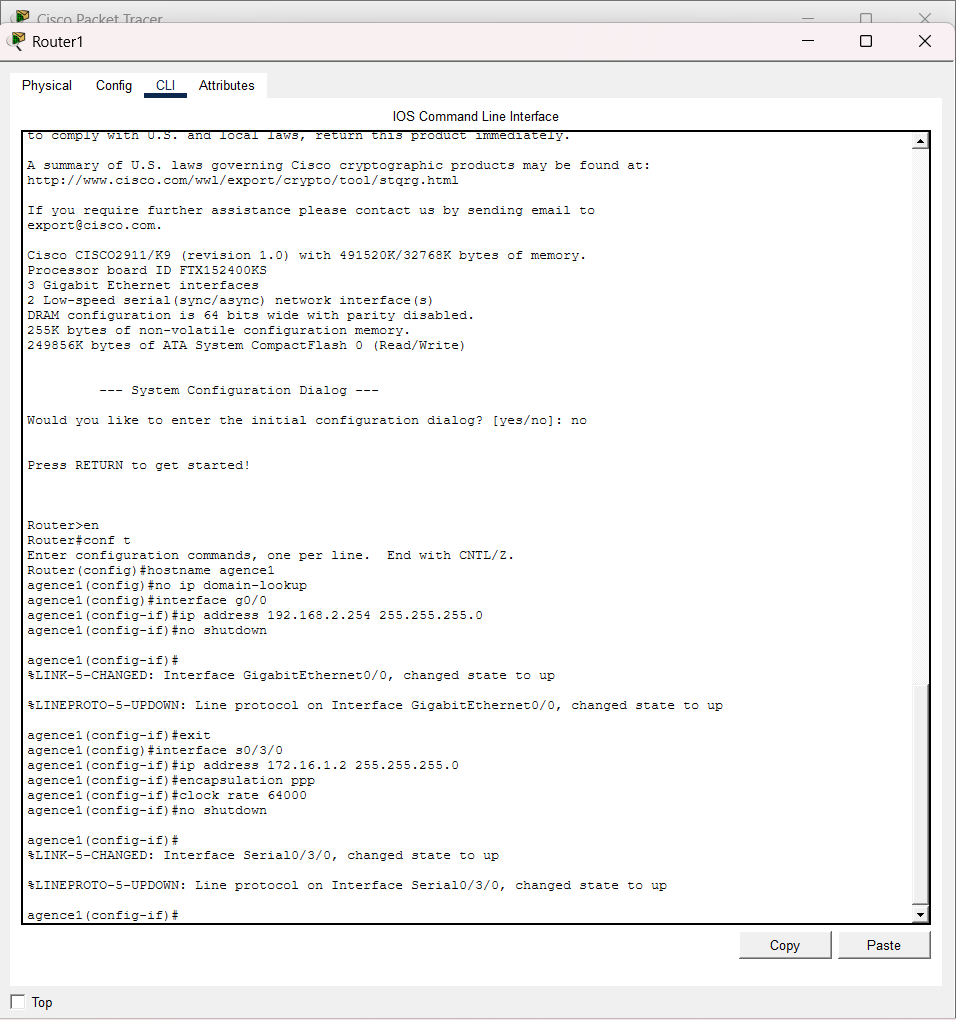 Cisco Packet Tracer
Router1
Physical Config CLI Attributes
IOS Command Line Interface
to comply with U.S. and local laws, return this product immediately.
A summary of U.S. laws governing Cisco cryptographic products may be found at:
http://www.cisco.com/wwl/export/crypto/tool/stqrg.html
If you require further assistance please contact us by sending email to
export@cisco.com.
Cisco CISCO2911/K9 (revision 1.0) with 491520K/32768K bytes of memory.
Processor board ID FTX152400KS
3 Gigabit Ethernet interfaces
2 Low-speed serial(sync/async) network interface(s)
DRAM configuration is 64 bits wide with parity disabled.
255K bytes of non-volatile configuration memory.
249856K bytes of ATA System CompactFlash 0 (Read/Write)
--- System Configuration Dialog ---
Would you like to enter the initial configuration dialog? [yes/no]: no
Press RETURN to get started!
Router>en
Router#conf t
Enter configuration commands, one per line.  End with CNTL/Z.
Router(config)#hostname agence1
agence1(config)#no ip domain-lookup
agence1(config)#interface g0/0
agence1(config-if)#ip address 192.168.2.254 255.255.255.0
agence1(config-if)#no shutdown
agence1(config-if)#
%LINK-5-CHANGED: Interface GigabitEthernet0/0, changed state to up
%LINEPROTO-5-UPDOWN: Line protocol on Interface GigabitEthernet0/0, changed state to up
agence1(config-if)#exit
agence1(config)#interface s0/3/0
agence1(config-if)#ip address 172.16.1.2 255.255.255.0
agence1(config-if)#encapsulation ppp
agence1(config-if)#clock rate 64000
agence1(config-if)#no shutdown
agence1(config-if)#
%LINK-5-CHANGED: Interface Serial0/3/0, changed state to up
%LINEPROTO-5-UPDOWN: Line protocol on Interface Serial0/3/0, changed state to up
agence1(config-if)#
Copy Paste
Top